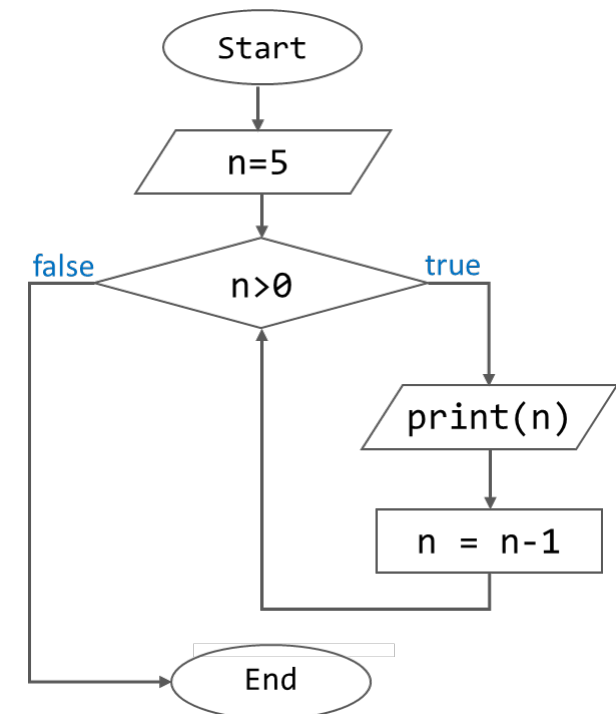 Start
n=5
false
true
n>0
print(n)
n = n-1
End